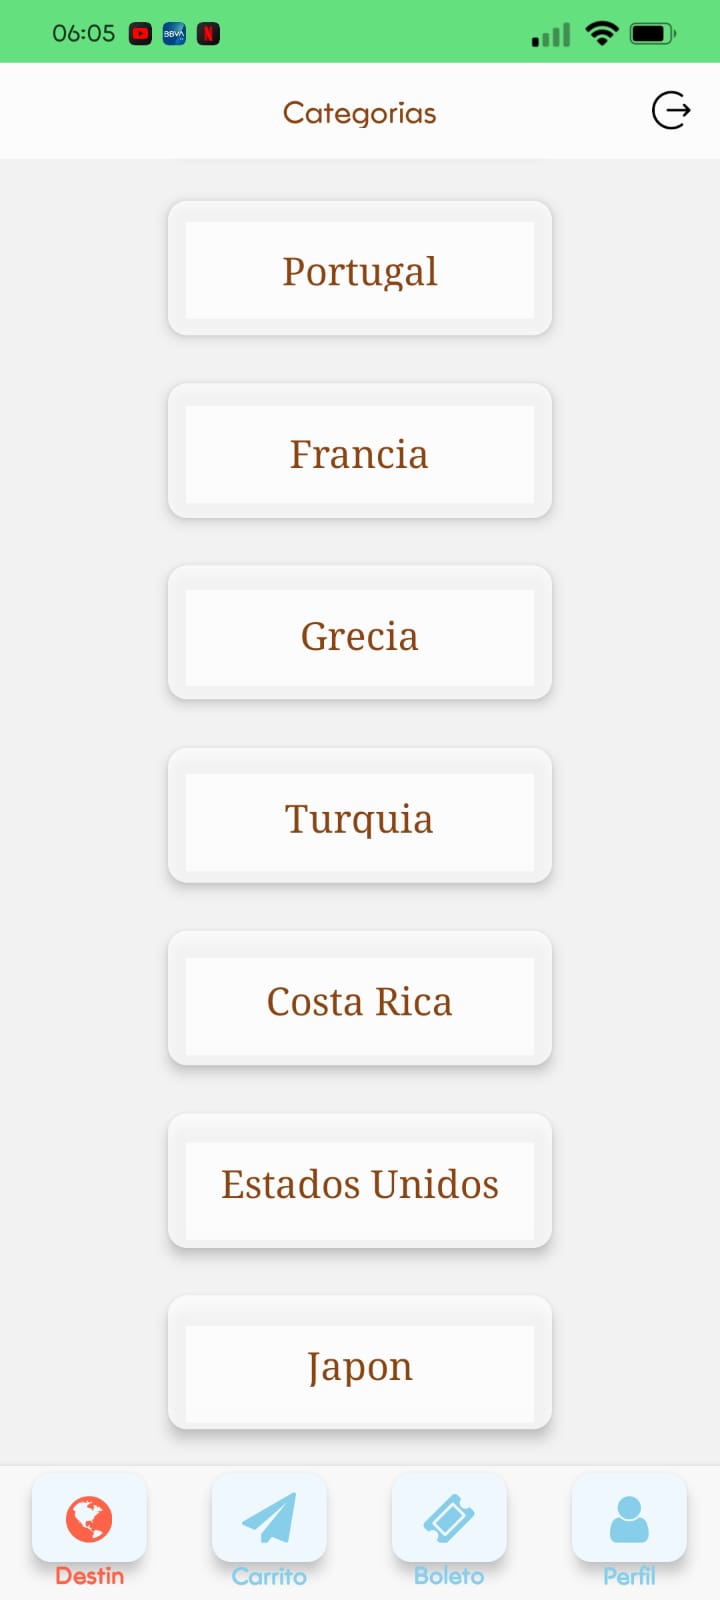 06:05
BBVA
N
Categorias
Portugal
Francia
Grecia
Turquia
Costa Rica
Estados Unidos
Japon
Destin
Carrito
Boleto
Perfil